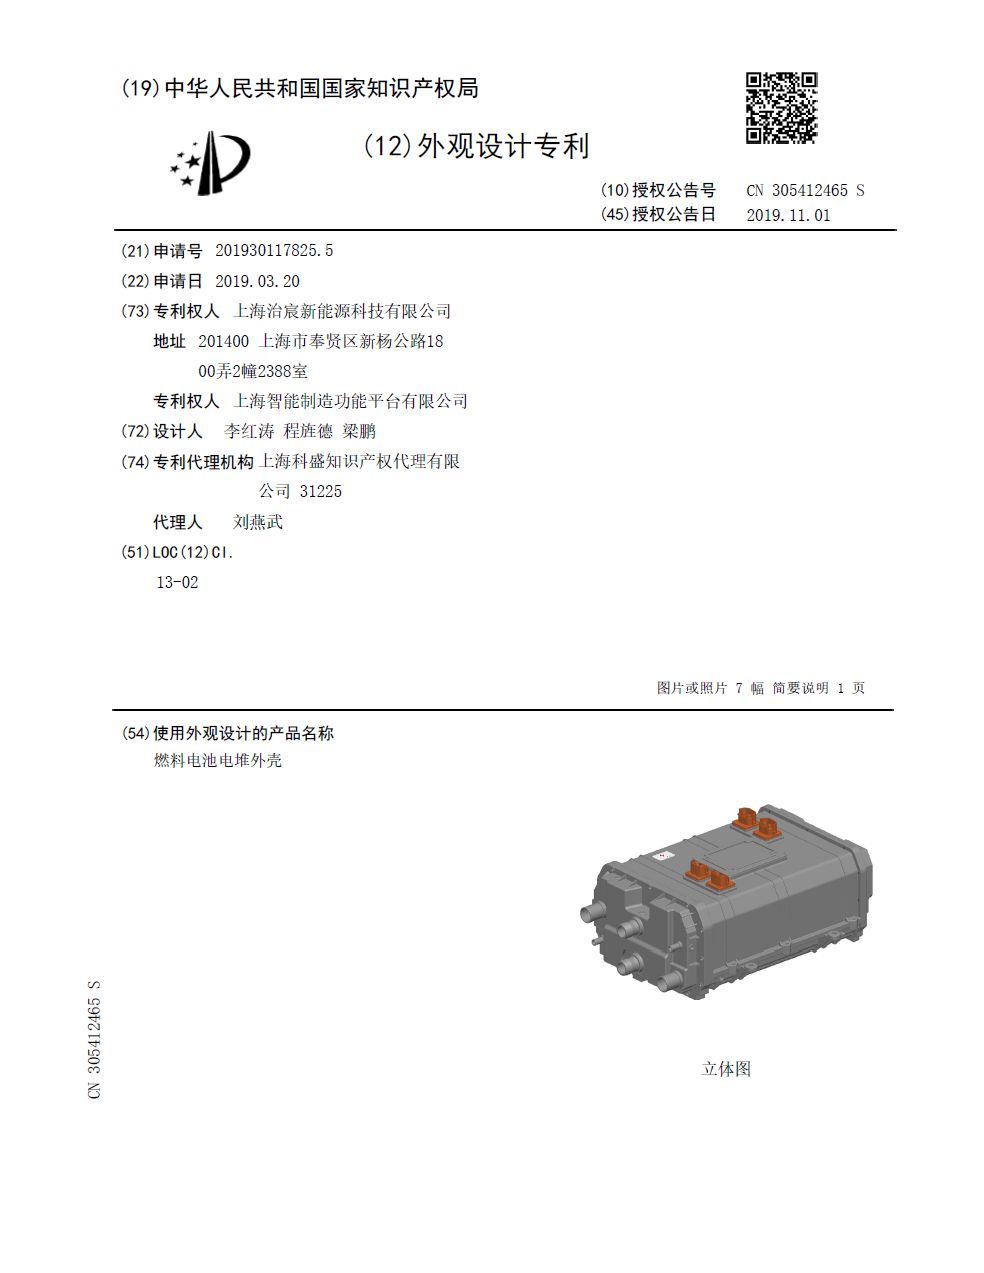 (19)中华人民共和国国家知识产权局
(12)外观设计专利
(10)授权公告号 CN 305412465 S
(45)授权公告日 2019.11.01
(21)申请号 201930117825.5
(22)申请日 2019.03.20
(73)专利权人 上海治宸新能源科技有限公司
地址 201400 上海市奉贤区新杨公路18
00弄2幢2388室
专利权人 上海智能制造功能平台有限公司
(72)设计人 李红涛 程旌德 梁鹏
(74)专利代理机构 上海科盛知识产权代理有限
公司 31225
代理人 刘燕武
(51)LOC(12)Cl.
13-02
图片或照片 7 幅 简要说明 1 页
(54)使用外观设计的产品名称
燃料电池电堆外壳
立体图
CN 305412465 S